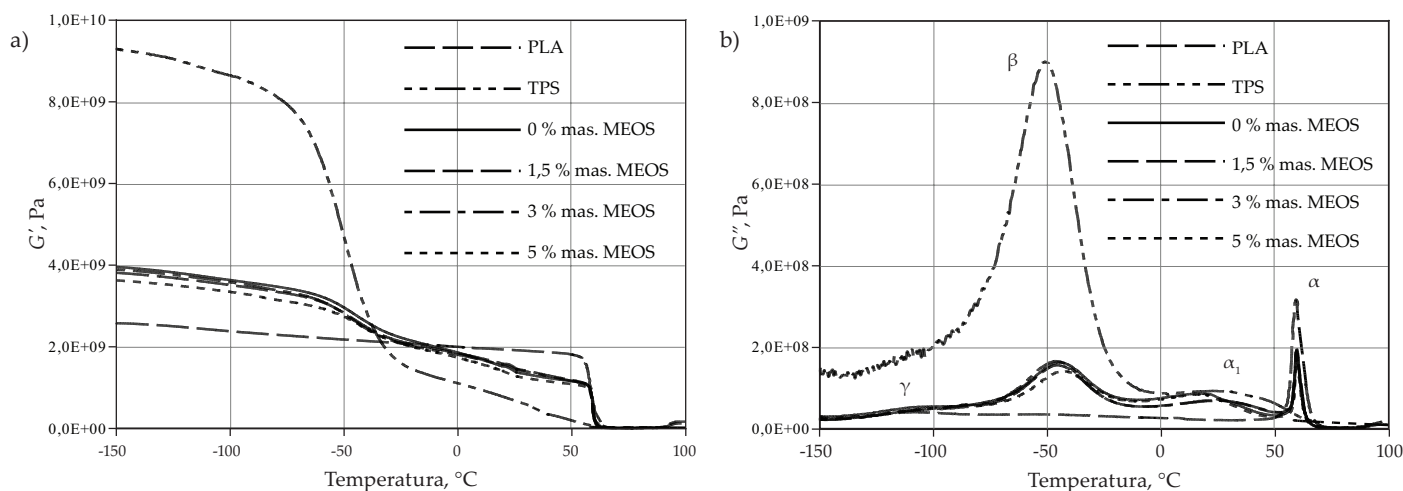 a)
G′, Pa
1,0E+10
8,0E+09
6,0E+09
4,0E+09
2,0E+09
0,0E+00
-150
-100
-50
0
50
100
Temperatura, °C
PLA
TPS
0 % mas. MEOS
1,5 % mas. MEOS
3 % mas. MEOS
5 % mas. MEOS
b)
G″, Pa
1,0E+09
8,0E+08
6,0E+08
4,0E+08
2,0E+08
0,0E+00
-150
-100
-50
0
50
100
Temperatura, °C
PLA
TPS
0 % mas. MEOS
1,5 % mas. MEOS
3 % mas. MEOS
5 % mas. MEOS
β
α
α₁
γ